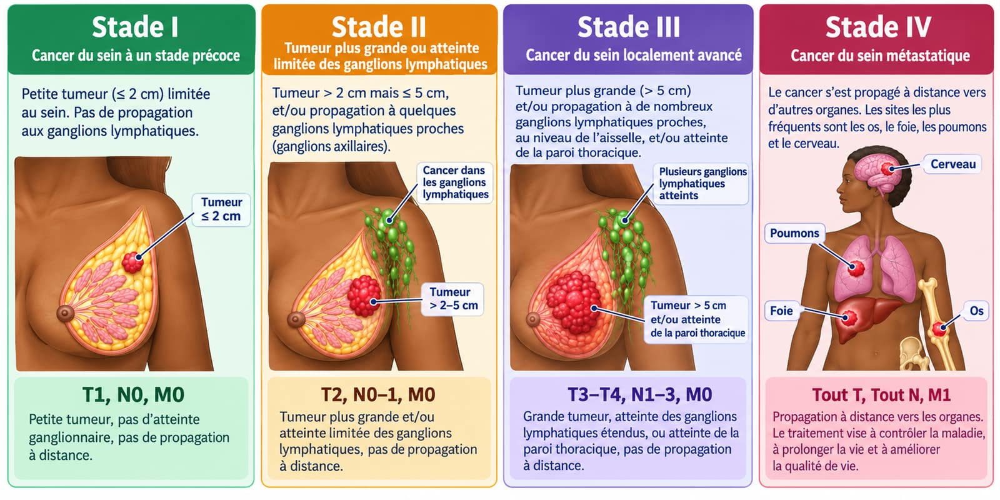 Stade I
Cancer du sein à un stade précoce
Petite tumeur (≤ 2 cm) limitée
au sein. Pas de propagation
aux ganglions lymphatiques.
Tumeur
≤ 2 cm
T1, N0, M0
Petite tumeur, pas d’atteinte
ganglionnaire, pas de propagation
à distance.
Stade II
Tumeur plus grande ou atteinte
limitée des ganglions lymphatiques
Tumeur > 2 cm mais ≤ 5 cm,
et/ou propagation à quelques
ganglions lymphatiques proches
(ganglions axillaires).
Cancer dans
les ganglions
lymphatiques
Tumeur
> 2–5 cm
T2, N0–1, M0
Tumeur plus grande et/ou
atteinte limitée des ganglions
lymphatiques, pas de propagation
à distance.
Stade III
Cancer du sein localement avancé
Tumeur plus grande (> 5 cm)
et/ou propagation à de nombreux
ganglions lymphatiques proches,
au niveau de l’aisselle, et/ou atteinte
de la paroi thoracique.
Plusieurs ganglions
lymphatiques
atteints
Tumeur > 5 cm
et/ou atteinte
de la paroi thoracique
T3–T4, N1–3, M0
Grande tumeur, atteinte des ganglions
lymphatiques étendus, ou atteinte de la
paroi thoracique, pas de propagation
à distance.
Stade IV
Cancer du sein métastatique
Le cancer s’est propagé à distance vers
d’autres organes. Les sites les plus
fréquents sont les os, le foie, les poumons
et le cerveau.
Cerveau
Poumons
Foie
Os
Tout T, Tout N, M1
Propagation à distance vers les organes.
Le traitement vise à contrôler la maladie,
à prolonger la vie et à améliorer
la qualité de vie.